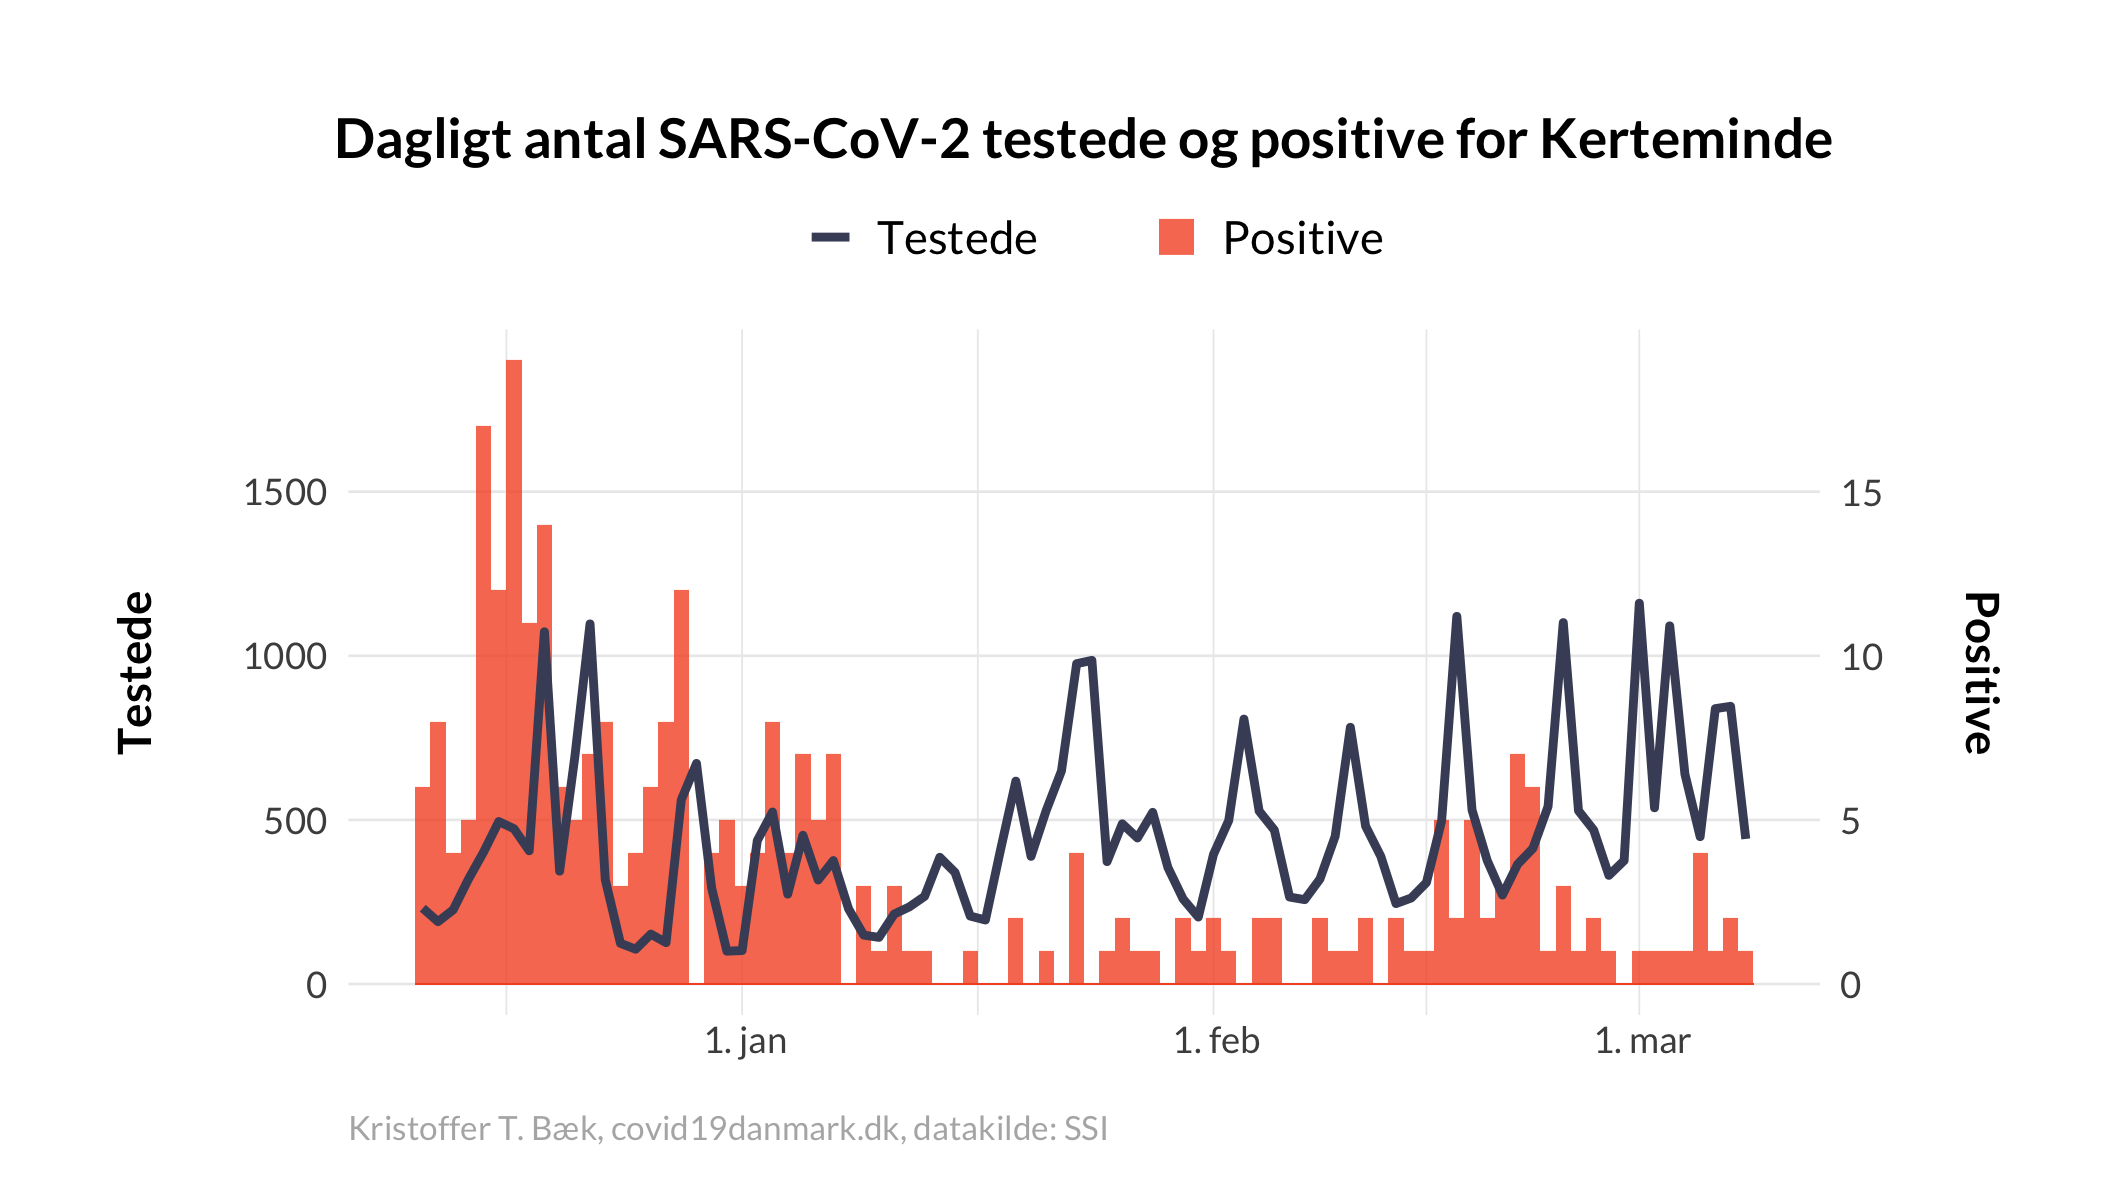 Dagligt antal SARS-CoV-2 testede og positive for Kerteminde
Testede Positive
1500 15
1000 10
500 5
0 0
Testede
Positive
1. jan 1. feb 1. mar
Kristoffer T. Bæk, covid19danmark.dk, datakilde: SSI